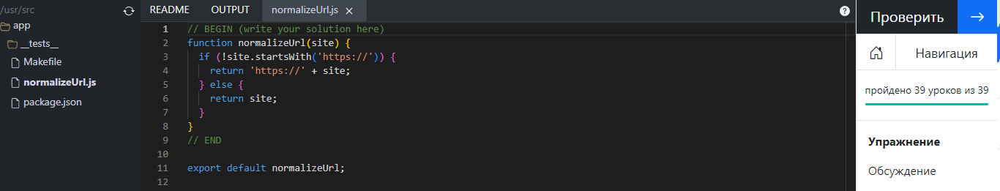 /usr/src
app
__tests__
Makefile
normalizeUrl.js
package.json
README OUTPUT normalizeUrl.js ×
?
1 // BEGIN (write your solution here)
2 function normalizeUrl(site) {
3 if (!site.startsWith('https://')) {
4 return 'https://' + site;
5 } else {
6 return site;
7 }
8 }
9 // END
10
11 export default normalizeUrl;
12
Проверить →
Навигация
пройдено 39 уроков из 39
Упражнение
Обсуждение